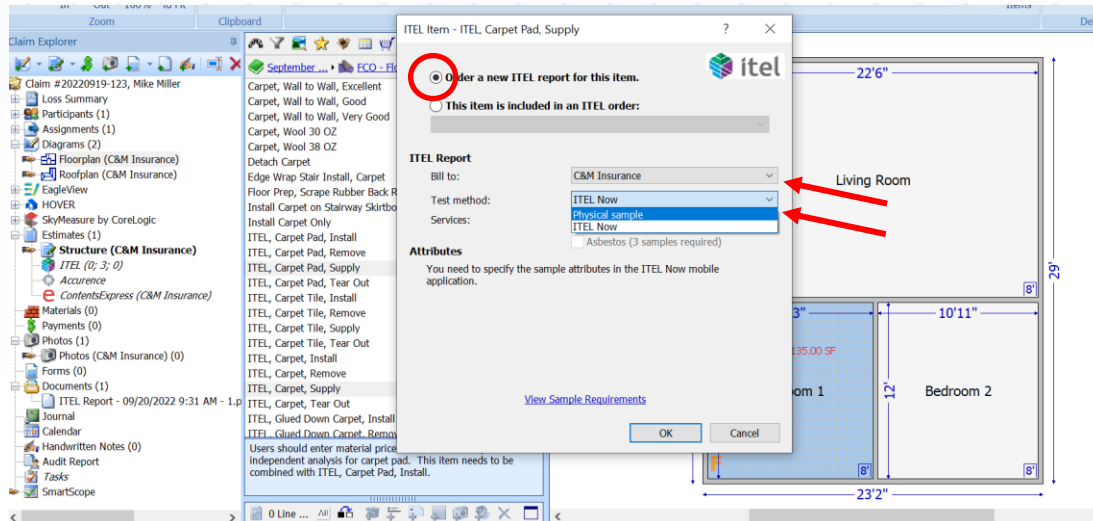 Out 100% to Fit
Items
Zoom
Clipboard
Claim Explorer
Claim #20220919-123, Mike Miller
Loss Summary
Participants (1)
Assignments (1)
Diagrams (2)
Floorplan (C&M Insurance)
Roofplan (C&M Insurance)
EagleView
HOVER
SkyMeasure by CoreLogic
Estimates (1)
Structure (C&M Insurance)
ITEL (0; 3; 0)
Accurence
ContentsExpress (C&M Insurance)
Materials (0)
Payments (0)
Photos (1)
Photos (C&M Insurance) (0)
Forms (0)
Documents (1)
ITEL Report - 09/20/2022 9:31 AM - 1.p
Journal
Calendar
Handwritten Notes (0)
Audit Report
Tasks
SmartScope
September ... FCO - Flo
Carpet, Wall to Wall, Excellent
Carpet, Wall to Wall, Good
Carpet, Wall to Wall, Very Good
Carpet, Wool 30 OZ
Carpet, Wool 38 OZ
Detach Carpet
Edge Wrap Stair Install, Carpet
Floor Prep, Scrape Rubber Back R
Install Carpet on Stairway Skirtbo
Install Carpet Only
ITEL, Carpet Pad, Install
ITEL, Carpet Pad, Remove
ITEL, Carpet Pad, Supply
ITEL, Carpet Pad, Tear Out
ITEL, Carpet Tile, Install
ITEL, Carpet Tile, Remove
ITEL, Carpet Tile, Supply
ITEL, Carpet Tile, Tear Out
ITEL, Carpet, Install
ITEL, Carpet, Remove
ITEL, Carpet, Supply
ITEL, Carpet, Tear Out
ITEL, Glued Down Carpet, Install
ITEL, Glued Down Carpet, Remov
Users should enter material price
independent analysis for carpet pad. This item needs to be
combined with ITEL, Carpet Pad, Install.
0 Line ... All
ITEL Item - ITEL, Carpet Pad, Supply
itel
Order a new ITEL report for this item.
This item is included in an ITEL order:
ITEL Report
Bill to: C&M Insurance
Test method: ITEL Now
Physical sample
ITEL Now
Services:
Asbestos (3 samples required)
Attributes
You need to specify the sample attributes in the ITEL Now mobile
application.
View Sample Requirements
OK
Cancel
22'6"
Living Room
29'
8'
3"
10'11"
135.00 SF
om 1
12'
Bedroom 2
F
8'
8'
23'2"